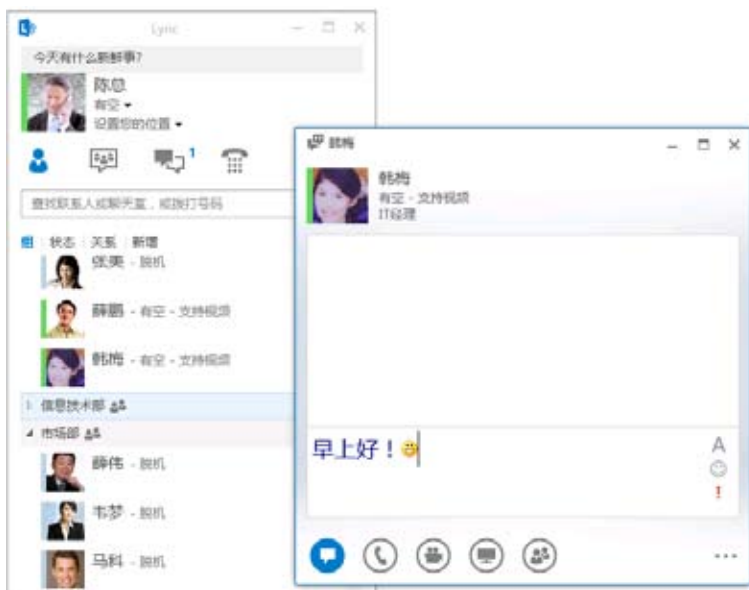 Lync
今天有什么新鲜事?
陈总
有空
设置您的位置
1
查找联系人或聊天室，或拨打号码
组 状态 关系 新增
张美 - 脱机
薛鹏 - 有空 - 支持视频
韩梅 - 有空 - 支持视频
信息技术部
市场部
薛伟 - 脱机
韦梦 - 脱机
马科 - 脱机
韩梅
韩梅
有空 - 支持视频
IT经理
早上好！
A
!